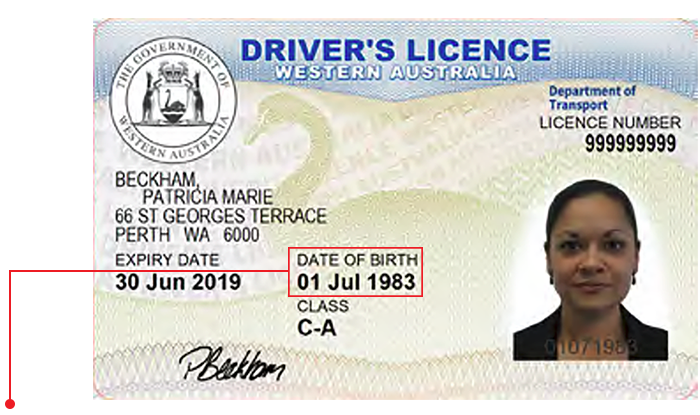 DRIVER'S LICENCE
WESTERN AUSTRALIA
THE GOVERNMENT OF
WESTERN AUSTRALIA
Department of
Transport
LICENCE NUMBER
999999999
BECKHAM,
PATRICIA MARIE
66 ST GEORGES TERRACE
PERTH WA 6000
EXPIRY DATE
30 Jun 2019
DATE OF BIRTH
01 Jul 1983
CLASS
C-A
PBeckham
01071983